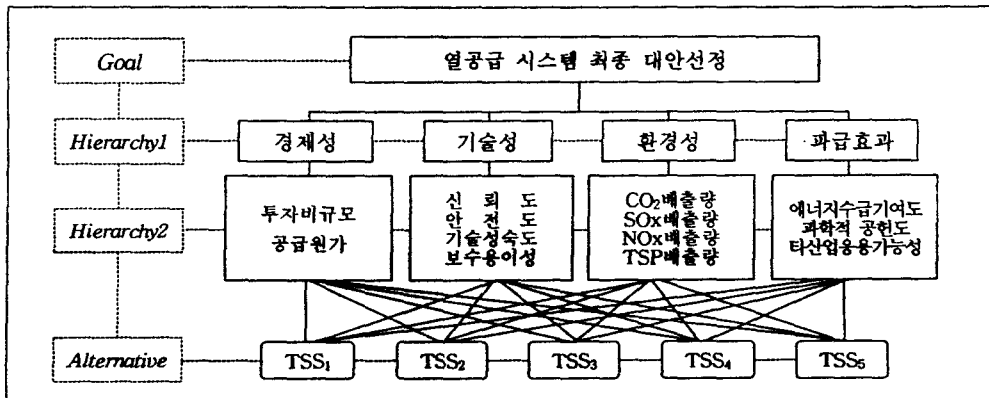 Goal
열공급 시스템 최종 대안선정
Hierarchy1
경제성
기술성
환경성
파급효과
Hierarchy2
투자비규모
공급원가
신 뢰 도
안 전 도
기술성숙도
보수용이성
CO₂배출량
SOx배출량
NOx배출량
TSP배출량
에너지수급기여도
과학적 공헌도
타산업응용가능성
Alternative
TSS₁
TSS₂
TSS₃
TSS₄
TSS₅